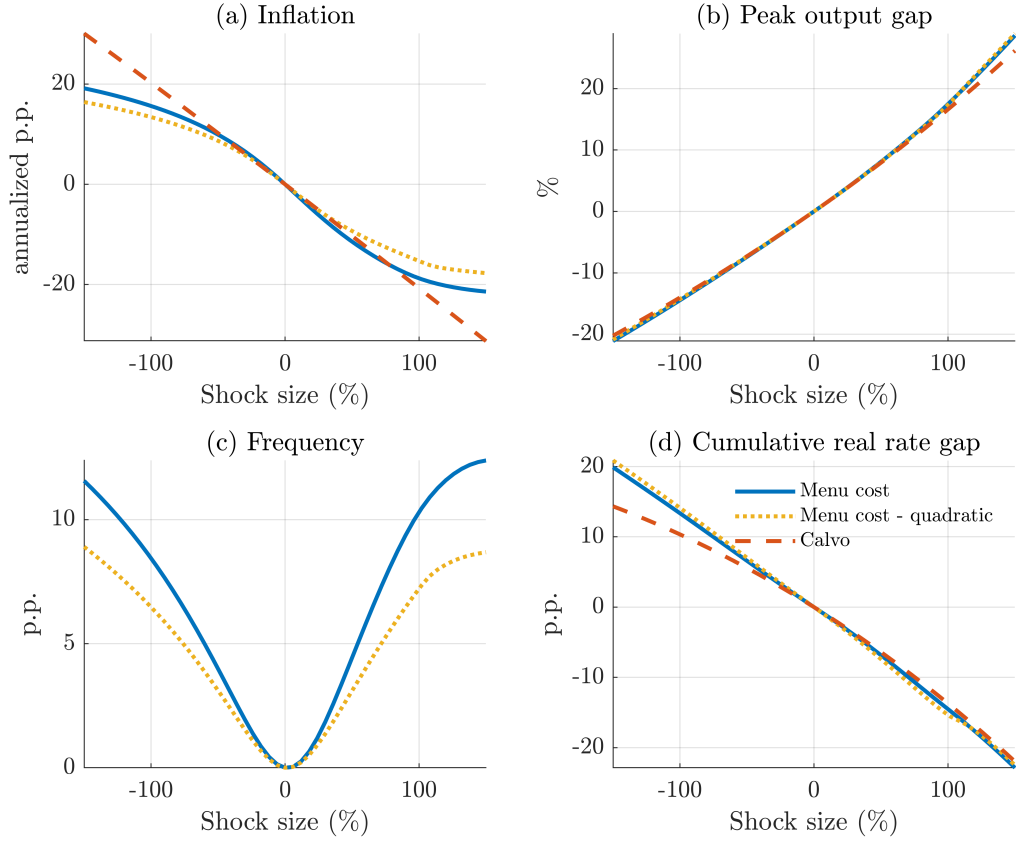 (a) Inflation
annualized p.p.
20
0
-20
-100 0 100
Shock size (%)
(b) Peak output gap
%
20
10
0
-10
-20
-100 0 100
Shock size (%)
(c) Frequency
p.p.
10
5
0
-100 0 100
Shock size (%)
(d) Cumulative real rate gap
p.p.
20
10
0
-10
-20
Menu cost
Menu cost - quadratic
Calvo
-100 0 100
Shock size (%)